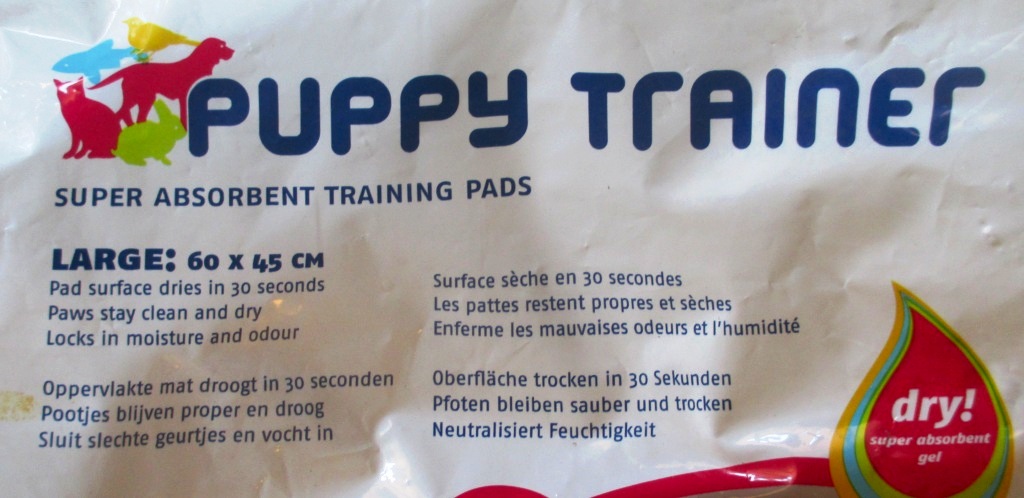 PUPPY TRAINER
SUPER ABSORBENT TRAINING PADS
LARGE: 60 x 45 CM
Pad surface dries in 30 seconds
Paws stay clean and dry
Locks in moisture and odour
Oppervlakte mat droogt in 30 seconden
Pootjes blijven proper en droog
Sluit slechte geurtjes en vocht in
Surface sèche en 30 secondes
Les pattes restent propres et sèches
Enferme les mauvaises odeurs et l'humidité
Oberfläche trocken in 30 Sekunden
Pfoten bleiben sauber und trocken
Neutralisiert Feuchtigkeit
dry!
super absorbent
gel